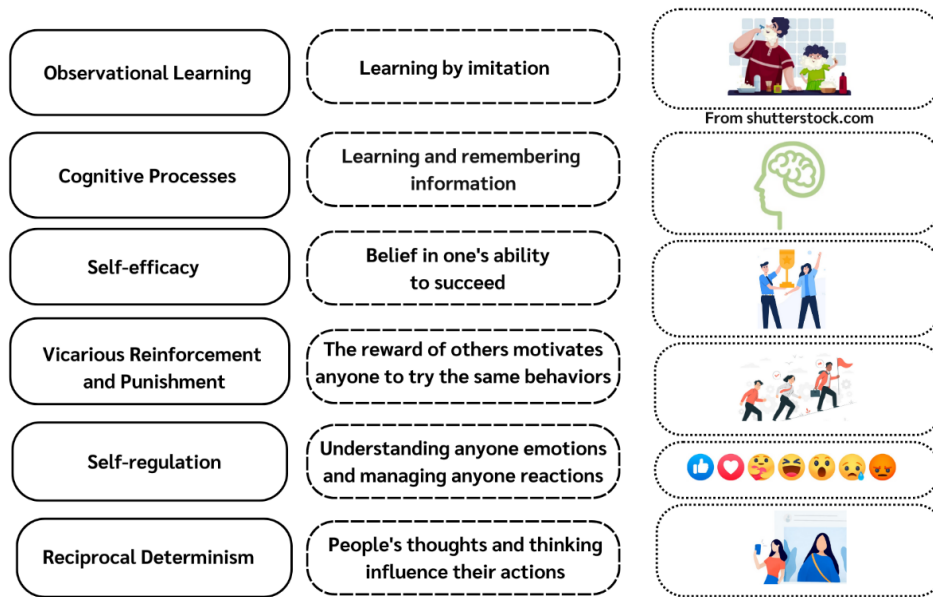 Observational Learning
Learning by imitation
From shutterstock.com
Cognitive Processes
Learning and remembering
information
Self-efficacy
Belief in one's ability
to succeed
Vicarious Reinforcement
and Punishment
The reward of others motivates
anyone to try the same behaviors
Self-regulation
Understanding anyone emotions
and managing anyone reactions
Reciprocal Determinism
People's thoughts and thinking
influence their actions